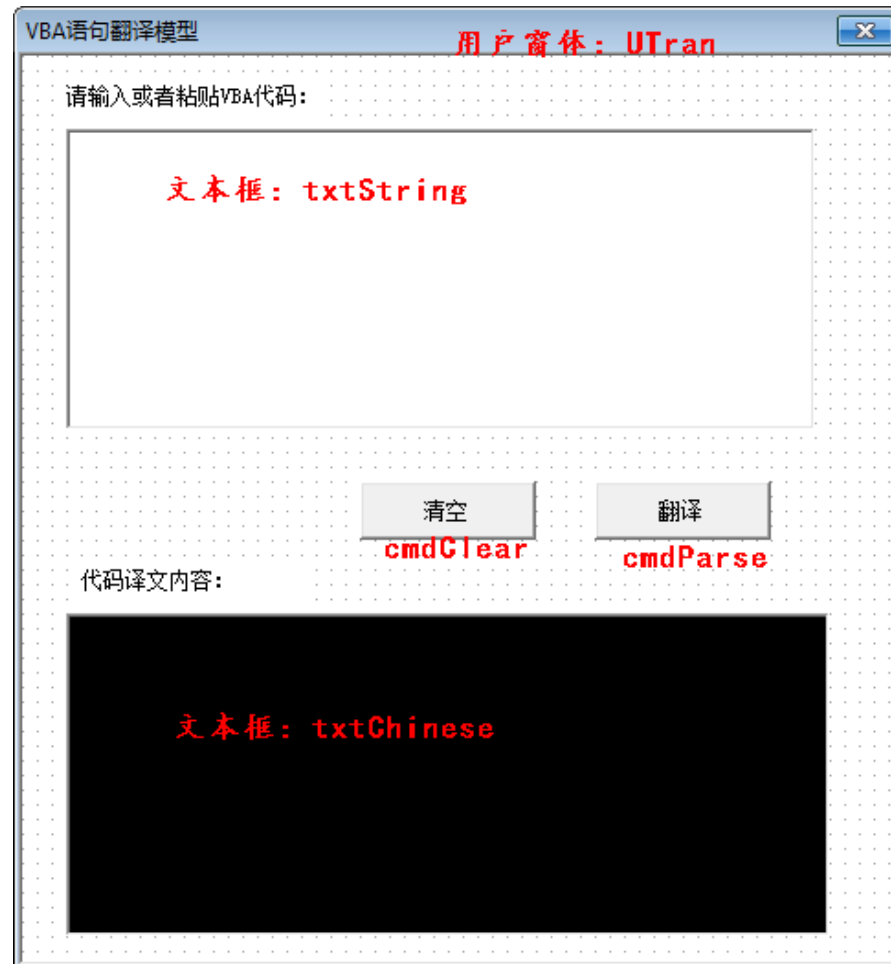 VBA语句翻译模型
用户窗体：UTran
请输入或者粘贴VBA代码：
文本框：txtString
清空
翻译
cmdClear
cmdParse
代码译文内容：
文本框：txtChinese